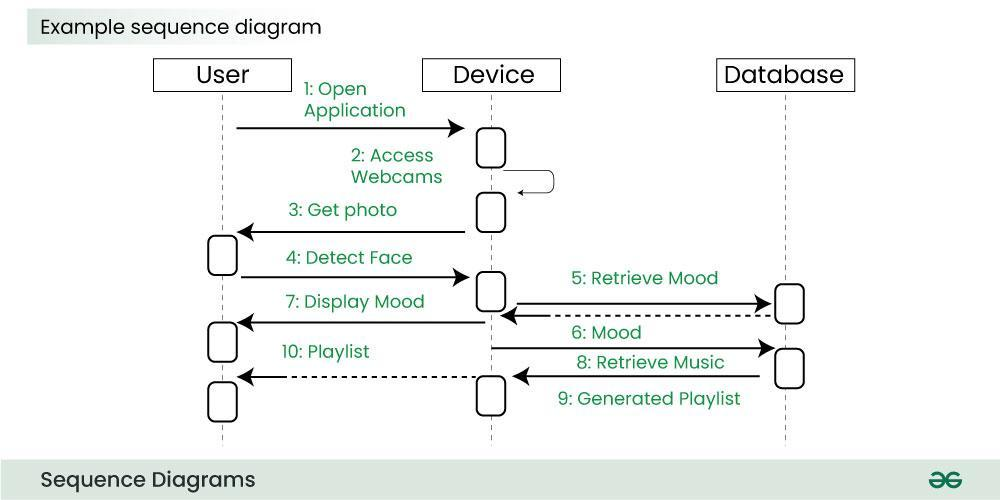 Example sequence diagram
User
Device
Database
1: Open
Application
2: Access
Webcams
3: Get photo
4: Detect Face
5: Retrieve Mood
7: Display Mood
6: Mood
10: Playlist
8: Retrieve Music
9: Generated Playlist
Sequence Diagrams